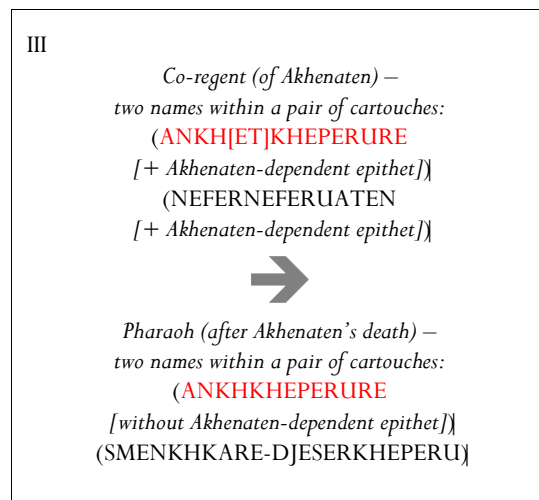 III
Co-regent (of Akhenaten) –
two names within a pair of cartouches:
(ANKH[ET]KHEPERURE
[+ Akhenaten-dependent epithet])|
(NEFERNEFERUATEN
[+ Akhenaten-dependent epithet])|
Pharaoh (after Akhenaten's death) –
two names within a pair of cartouches:
(ANKHKHEPERURE
[without Akhenaten-dependent epithet])|
(SMENKHKARE-DJESERKHEPERU)|